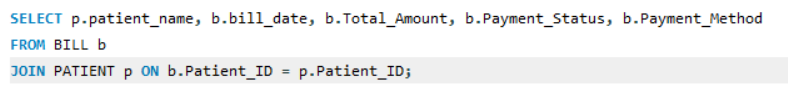 SELECT p.patient_name, b.bill_date, b.Total_Amount, b.Payment_Status, b.Payment_Method
FROM BILL b
JOIN PATIENT p ON b.Patient_ID = p.Patient_ID;